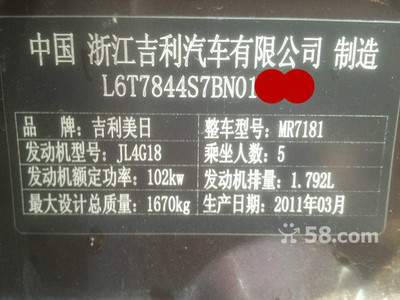 中国 浙江吉利汽车有限公司 制造
L6T7844S7BN01
品 牌:吉利美日 整车型号:MR7181
发动机型号:JL4G18 乘坐人数:5
发动机额定功率:102kw 发动机排量:1.792L
最大设计总质量:1670kg 生产日期:2011年03月
58.com